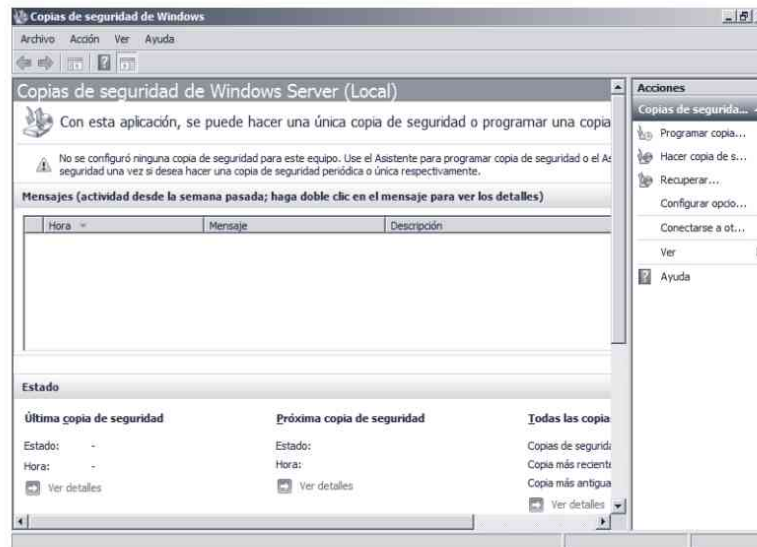 Copias de seguridad de Windows
Archivo Acción Ver Ayuda
Copias de seguridad de Windows Server (Local)
Con esta aplicación, se puede hacer una única copia de seguridad o programar una copia
No se configuró ninguna copia de seguridad para este equipo. Use el Asistente para programar copia de seguridad o el As
seguridad una vez si desea hacer una copia de seguridad periódica o única respectivamente.
Mensajes (actividad desde la semana pasada; haga doble clic en el mensaje para ver los detalles)
Hora Mensaje Descripción
Estado
Última copia de seguridad
Estado: -
Hora: -
Ver detalles
Próxima copia de seguridad
Estado:
Hora:
Ver detalles
Todas las copia
Copias de segurida
Copia más reciente
Copia más antigua
Ver detalles
Acciones
Copias de segurida...
Programar copia...
Hacer copia de s...
Recuperar...
Configurar opcio...
Conectarse a ot...
Ver
Ayuda